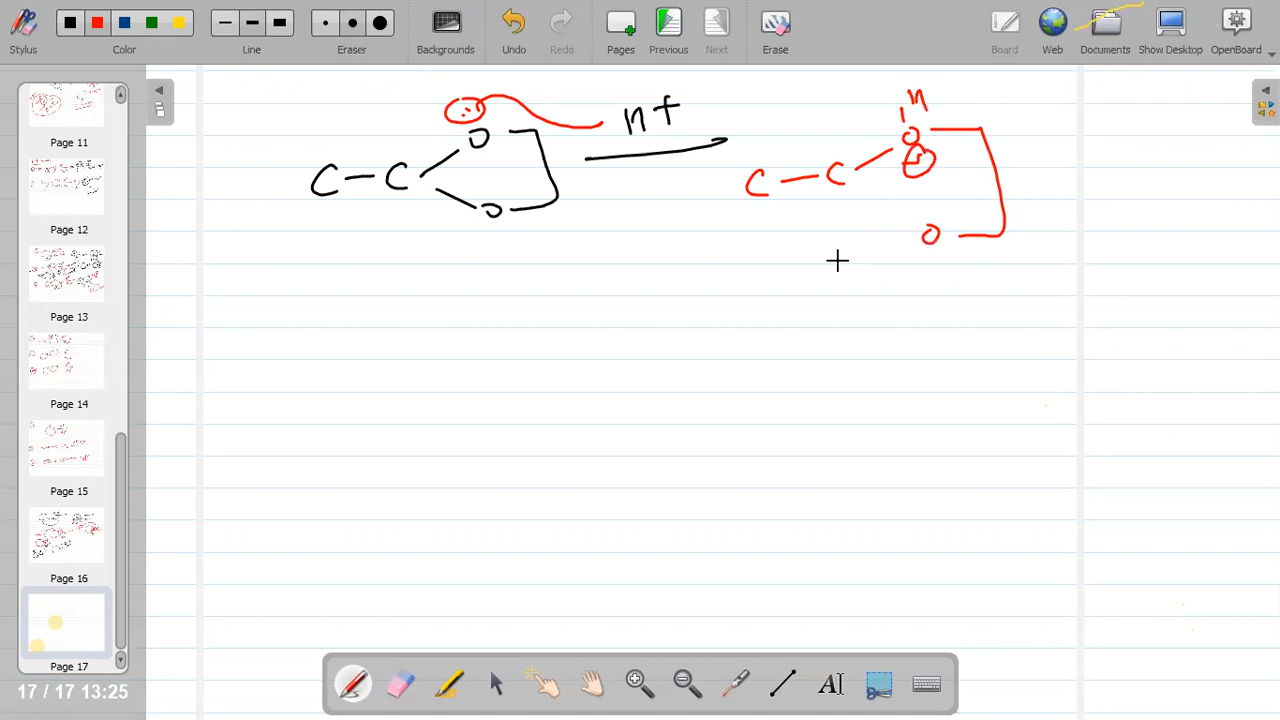 Stylus
Color
Line
Eraser
Backgrounds
Undo
Redo
Pages
Previous
Next
Erase
Board
Web
Documents
Show Desktop
OpenBoard
Page 11
Page 12
Page 13
Page 14
Page 15
Page 16
Page 17
17 / 17 13:25
O
C - C
O
H+
H
O
C - C
O